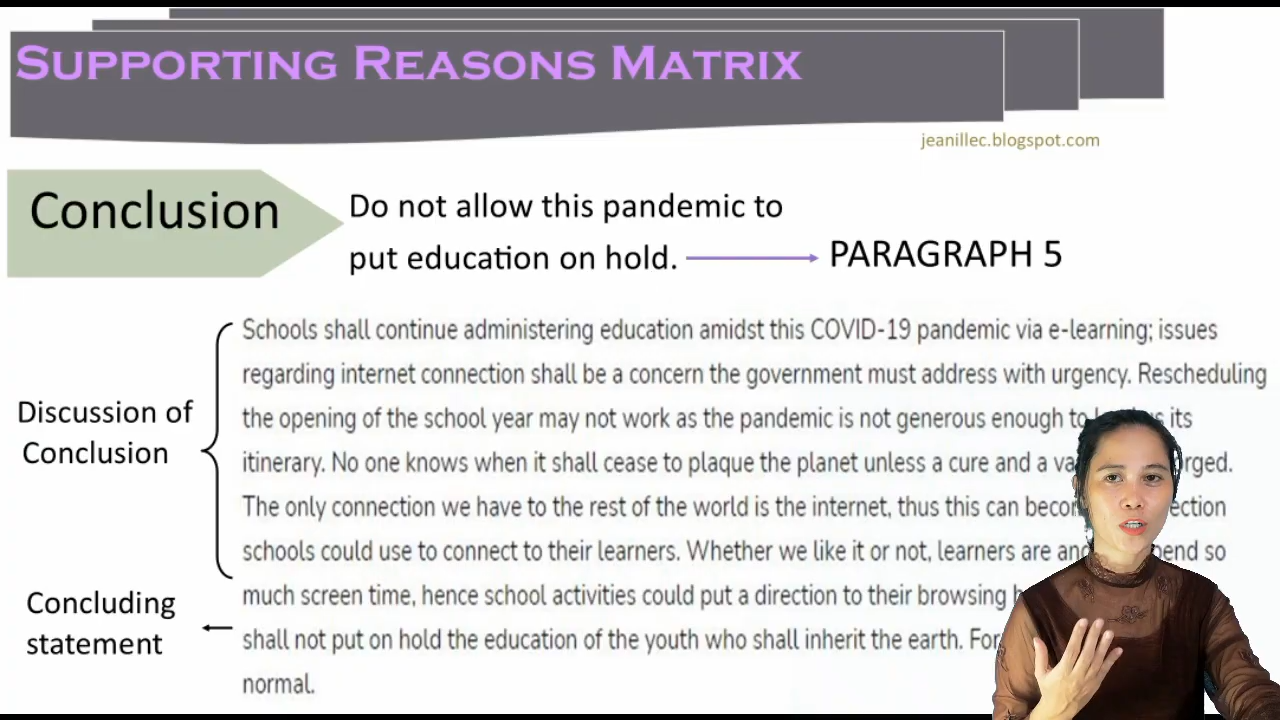 SUPPORTING REASONS MATRIX
jeanillec.blogspot.com
Conclusion
Do not allow this pandemic to
put education on hold.
PARAGRAPH 5
Schools shall continue administering education amidst this COVID-19 pandemic via e-learning; issues
regarding internet connection shall be a concern the government must address with urgency. Rescheduling
the opening of the school year may not work as the pandemic is not generous enough to its
itinerary. No one knows when it shall cease to plaque the planet unless a cure and a
The only connection we have to the rest of the world is the internet, thus this can
schools could use to connect to their learners. Whether we like it or not, learners are so
much screen time, hence school activities could put a direction to their browsing
shall not put on hold the education of the youth who shall inherit the earth.
normal.
Discussion of
Conclusion
Concluding
statement